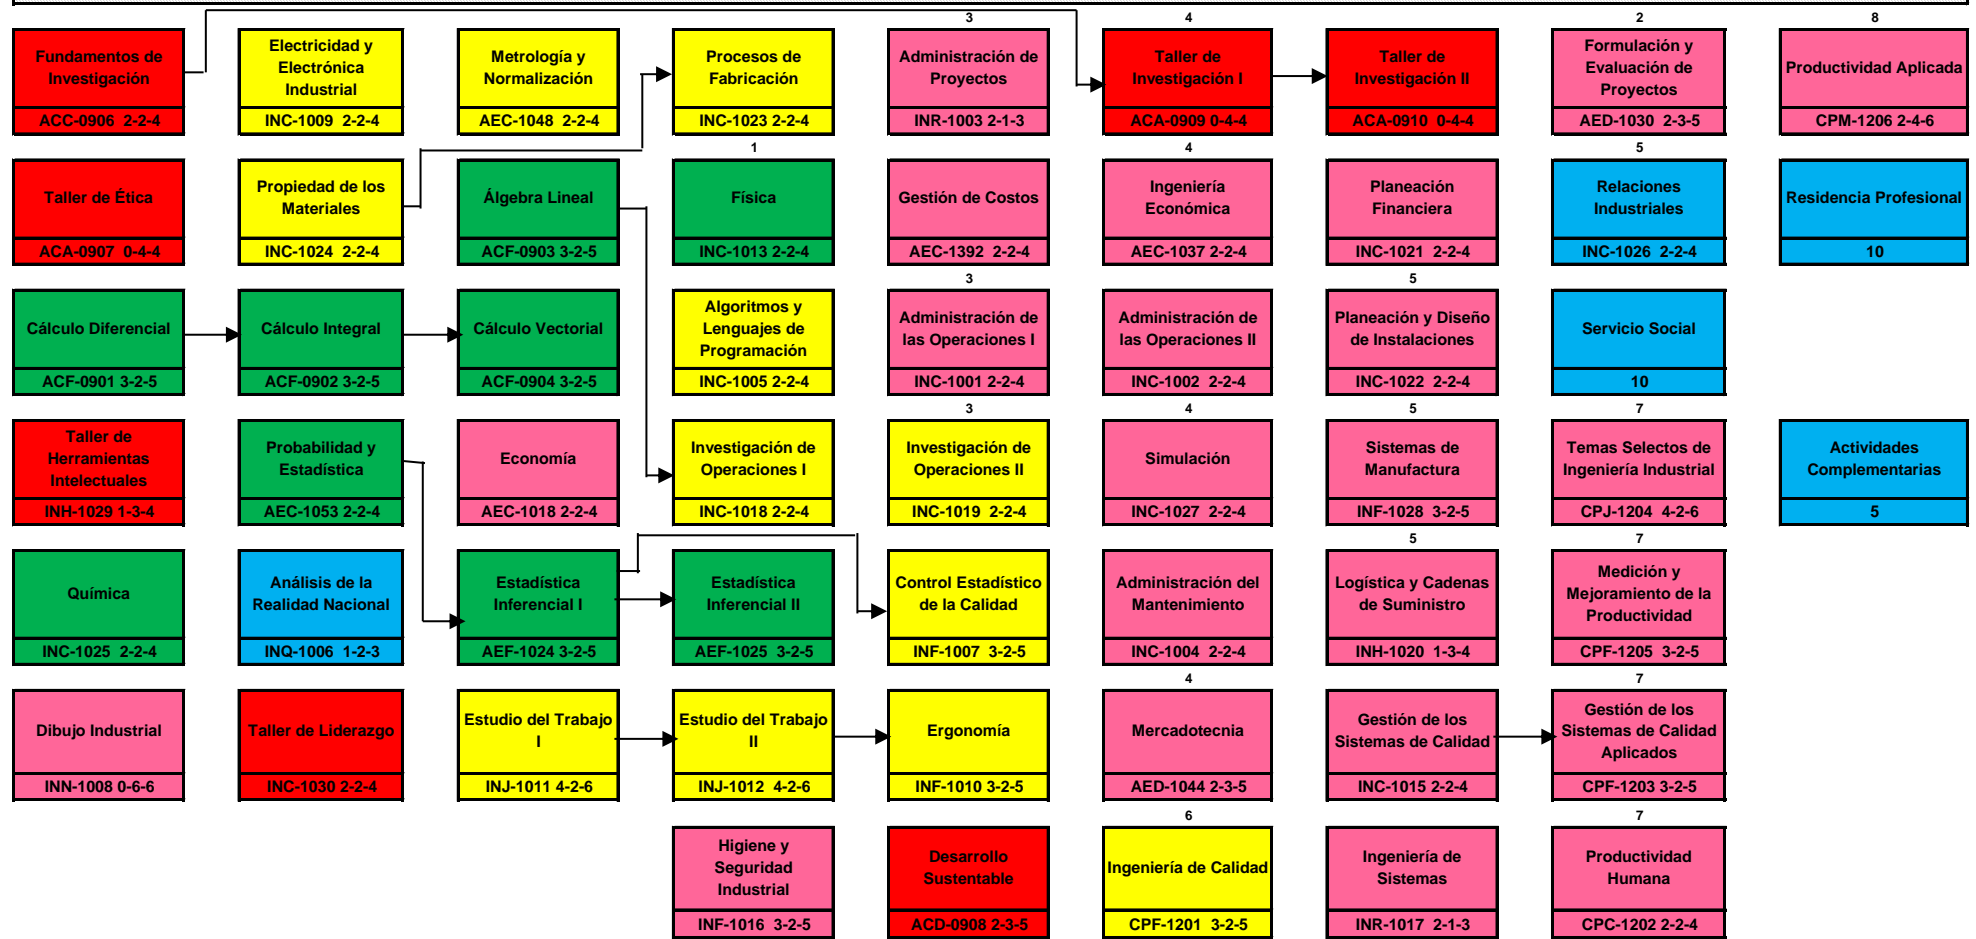 3
4
2
8
Fundamentos de
Investigación
ACC-0906 2-2-4
Electricidad y
Electrónica
Industrial
INC-1009 2-2-4
Metrología y
Normalización
AEC-1048 2-2-4
Procesos de
Fabricación
INC-1023 2-2-4
Administración de
Proyectos
INR-1003 2-1-3
Taller de
Investigación I
ACA-0909 0-4-4
Taller de
Investigación II
ACA-0910 0-4-4
Formulación y
Evaluación de
Proyectos
AED-1030 2-3-5
Productividad Aplicada
CPM-1206 2-4-6
1
4
5
Taller de Ética
ACA-0907 0-4-4
Propiedad de los
Materiales
INC-1024 2-2-4
Álgebra Lineal
ACF-0903 3-2-5
Física
INC-1013 2-2-4
Gestión de Costos
AEC-1392 2-2-4
Ingeniería
Económica
AEC-1037 2-2-4
Planeación
Financiera
INC-1021 2-2-4
Relaciones
Industriales
INC-1026 2-2-4
Residencia Profesional
10
3
5
Cálculo Diferencial
ACF-0901 3-2-5
Cálculo Integral
ACF-0902 3-2-5
Cálculo Vectorial
ACF-0904 3-2-5
Algoritmos y
Lenguajes de
Programación
INC-1005 2-2-4
Administración de
las Operaciones I
INC-1001 2-2-4
Administración de
las Operaciones II
INC-1002 2-2-4
Planeación y Diseño
de Instalaciones
INC-1022 2-2-4
Servicio Social
10
3
4
5
7
Taller de
Herramientas
Intelectuales
INH-1029 1-3-4
Probabilidad y
Estadística
AEC-1053 2-2-4
Economía
AEC-1018 2-2-4
Investigación de
Operaciones I
INC-1018 2-2-4
Investigación de
Operaciones II
INC-1019 2-2-4
Simulación
INC-1027 2-2-4
Sistemas de
Manufactura
INF-1028 3-2-5
Temas Selectos de
Ingeniería Industrial
CPJ-1204 4-2-6
Actividades
Complementarias
5
5
7
Química
INC-1025 2-2-4
Análisis de la
Realidad Nacional
INQ-1006 1-2-3
Estadística
Inferencial I
AEF-1024 3-2-5
Estadística
Inferencial II
AEF-1025 3-2-5
Control Estadístico
de la Calidad
INF-1007 3-2-5
Administración del
Mantenimiento
INC-1004 2-2-4
Logística y Cadenas
de Suministro
INH-1020 1-3-4
Medición y
Mejoramiento de la
Productividad
CPF-1205 3-2-5
4
7
Dibujo Industrial
INN-1008 0-6-6
Taller de Liderazgo
INC-1030 2-2-4
Estudio del Trabajo
I
INJ-1011 4-2-6
Estudio del Trabajo
II
INJ-1012 4-2-6
Ergonomía
INF-1010 3-2-5
Mercadotecnia
AED-1044 2-3-5
Gestión de los
Sistemas de Calidad
INC-1015 2-2-4
Gestión de los
Sistemas de Calidad
Aplicados
CPF-1203 3-2-5
6
7
Higiene y
Seguridad
Industrial
INF-1016 3-2-5
Desarrollo
Sustentable
ACD-0908 2-3-5
Ingeniería de Calidad
CPF-1201 3-2-5
Ingeniería de
Sistemas
INR-1017 2-1-3
Productividad
Humana
CPC-1202 2-2-4